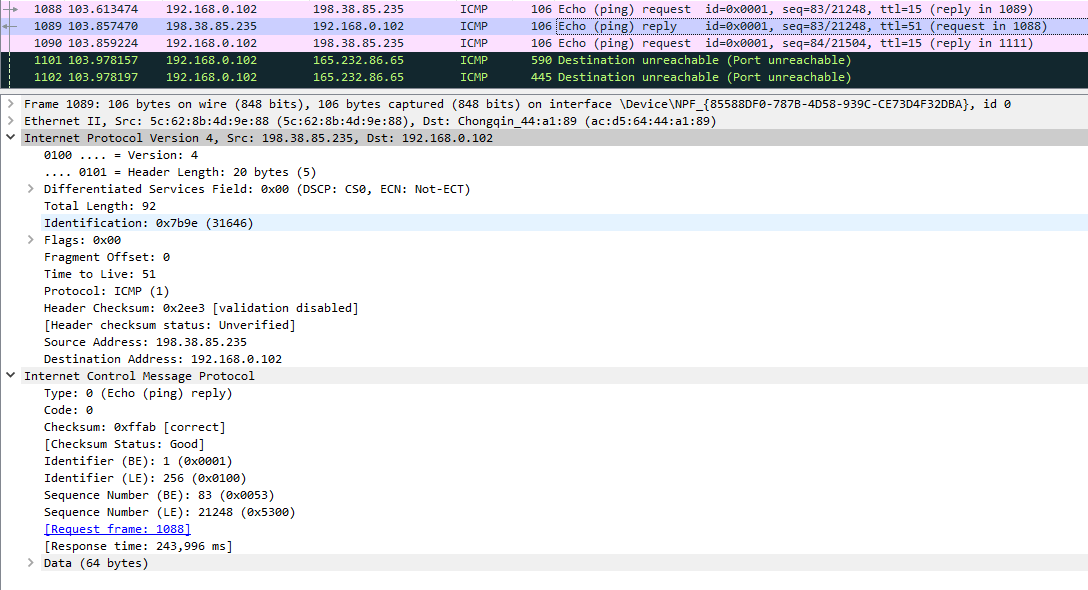 1088 103.613474 192.168.0.102 198.38.85.235 ICMP 106 Echo (ping) request id=0x0001, seq=83/21248, ttl=15 (reply in 1089)
1089 103.857470 198.38.85.235 192.168.0.102 ICMP 106 Echo (ping) reply id=0x0001, seq=83/21248, ttl=51 (request in 1088)
1090 103.859224 192.168.0.102 198.38.85.235 ICMP 106 Echo (ping) request id=0x0001, seq=84/21504, ttl=15 (reply in 1111)
1101 103.978157 192.168.0.102 165.232.86.65 ICMP 590 Destination unreachable (Port unreachable)
1102 103.978197 192.168.0.102 165.232.86.65 ICMP 445 Destination unreachable (Port unreachable)
Frame 1089: 106 bytes on wire (848 bits), 106 bytes captured (848 bits) on interface \Device\NPF_{85588DF0-787B-4D58-939C-CE73D4F32DBA}, id 0
Ethernet II, Src: 5c:62:8b:4d:9e:88 (5c:62:8b:4d:9e:88), Dst: Chongqin_44:a1:89 (ac:d5:64:44:a1:89)
Internet Protocol Version 4, Src: 198.38.85.235, Dst: 192.168.0.102
0100 .... = Version: 4
.... 0101 = Header Length: 20 bytes (5)
Differentiated Services Field: 0x00 (DSCP: CS0, ECN: Not-ECT)
Total Length: 92
Identification: 0x7b9e (31646)
Flags: 0x00
Fragment Offset: 0
Time to Live: 51
Protocol: ICMP (1)
Header Checksum: 0x2ee3 [validation disabled]
[Header checksum status: Unverified]
Source Address: 198.38.85.235
Destination Address: 192.168.0.102
Internet Control Message Protocol
Type: 0 (Echo (ping) reply)
Code: 0
Checksum: 0xffab [correct]
[Checksum Status: Good]
Identifier (BE): 1 (0x0001)
Identifier (LE): 256 (0x0100)
Sequence Number (BE): 83 (0x0053)
Sequence Number (LE): 21248 (0x5300)
[Request frame: 1088]
[Response time: 243,996 ms]
Data (64 bytes)